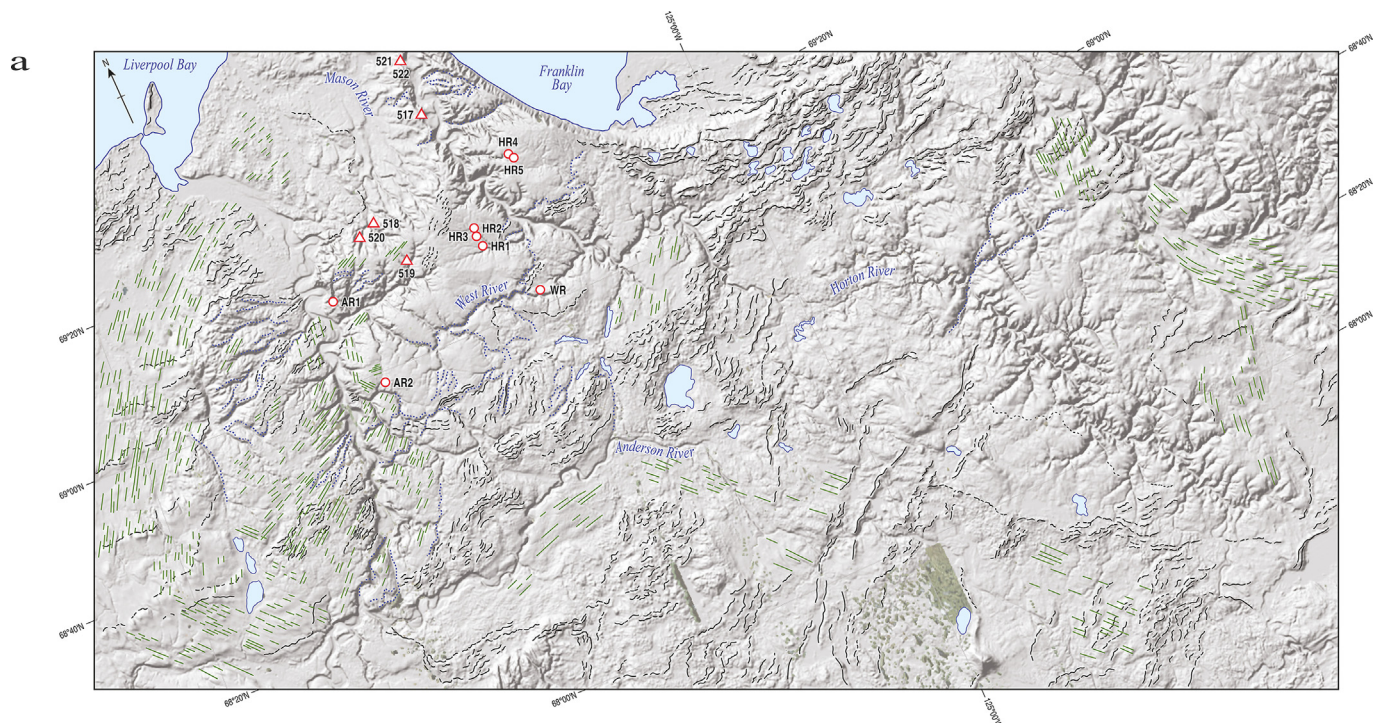 a
125°00'W
69°20'N
69°00'N
68°40'N
N
Liverpool Bay
Mason River
521
522
Franklin
Bay
517
HR4
HR5
68°20'N
518
520
HR2
HR3
HR1
519
Horton River
West River
WR
AR1
68°00'N
69°20'N
AR2
Anderson River
69°00'N
68°40'N
68°20'N
68°00'N
125°00'W